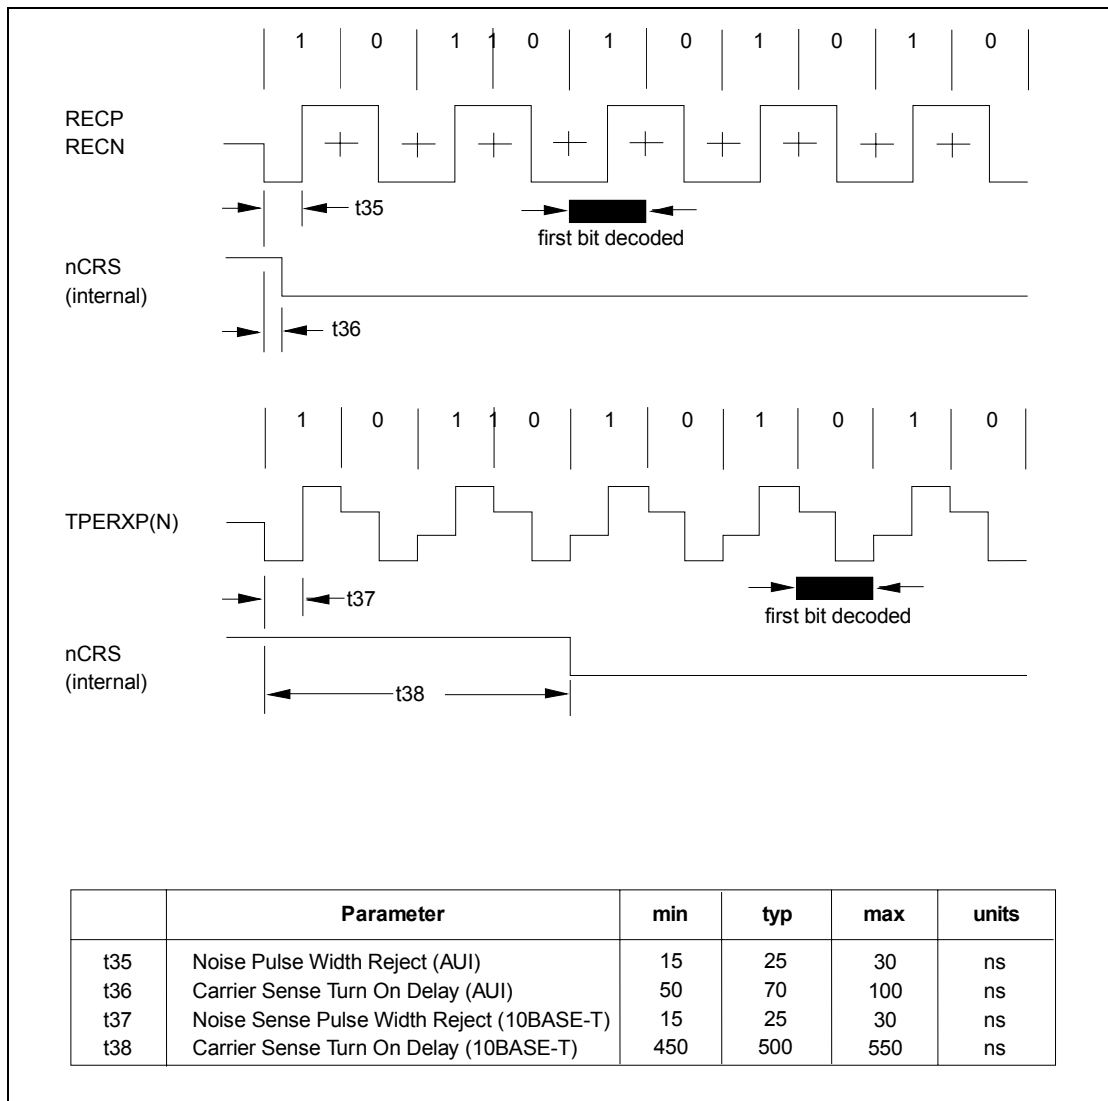 1 0 1 1 0 1 0 1 0 1 0
RECP
RECN
t35
first bit decoded
nCRS
(internal)
t36
1 0 1 1 0 1 0 1 0 1 0
TPERXP(N)
t37
first bit decoded
nCRS
(internal)
t38
Parameter min typ max units
t35 Noise Pulse Width Reject (AUI) 15 25 30 ns
t36 Carrier Sense Turn On Delay (AUI) 50 70 100 ns
t37 Noise Sense Pulse Width Reject (10BASE-T) 15 25 30 ns
t38 Carrier Sense Turn On Delay (10BASE-T) 450 500 550 ns